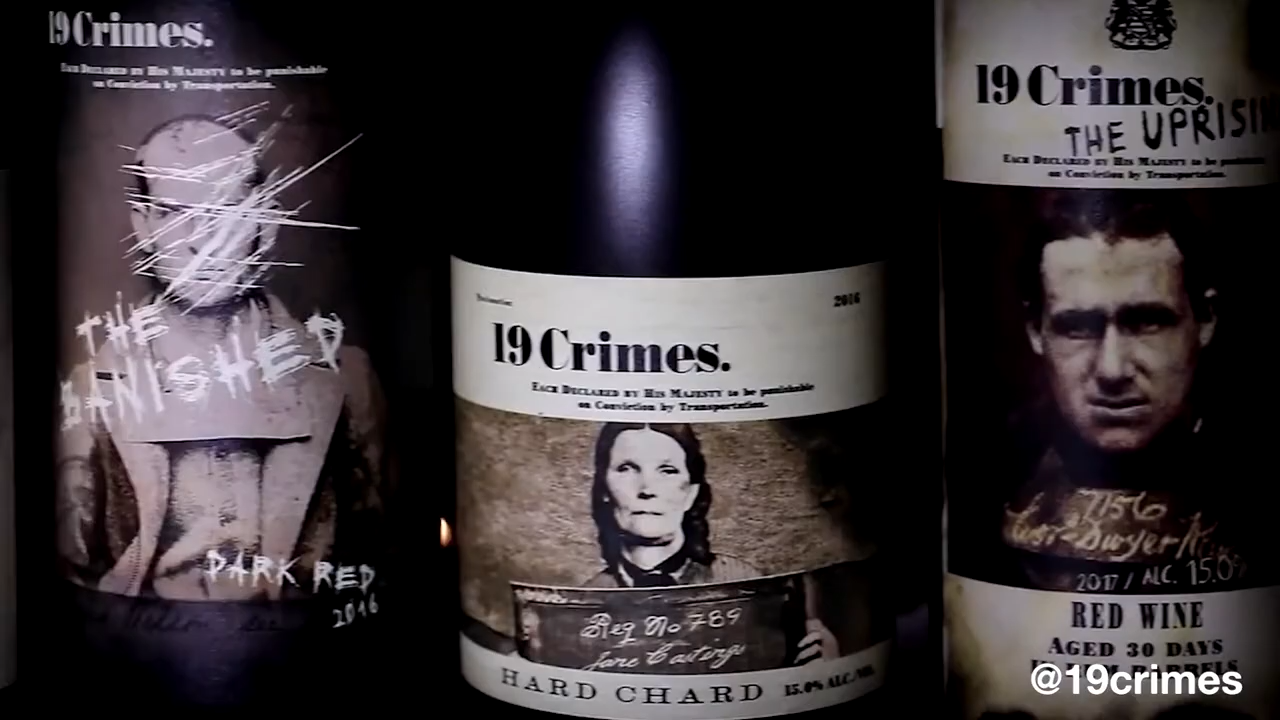 19 Crimes.
Each Declared by His Majesty to be punishable
on Conviction by Transportation.
THE
BANISHED
DARK RED
2016
2016
19 Crimes.
Each Declared by His Majesty to be punishable
on Conviction by Transportation.
Reg No 789
Jane Castings
HARD CHARD 15.0% ALC./VOL.
19 Crimes.
THE UPRISIN
Each Declared by His Majesty to be punishable
on Conviction by Transportation.
7156
Dwyer
2017 / ALC. 15.0%
RED WINE
AGED 30 DAYS
BARRELS
@19crimes